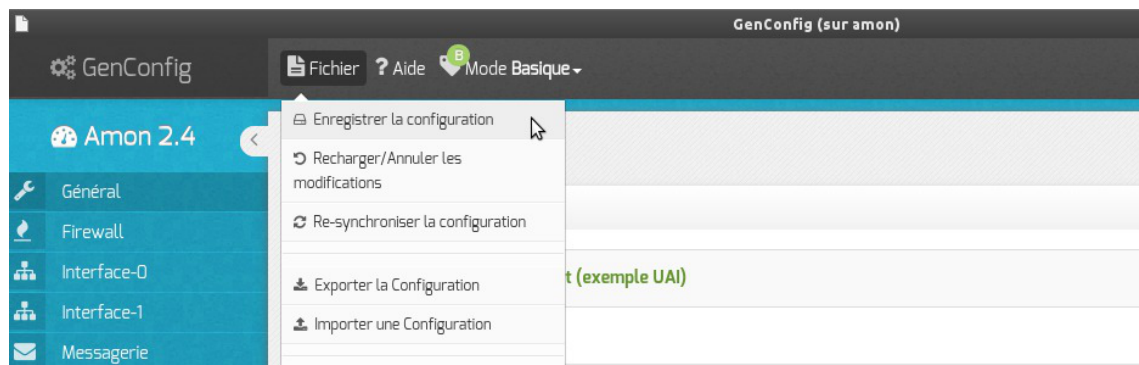 GenConfig (sur amon)
GenConfig
Fichier ? Aide B Mode Basique
Amon 2.4
Enregistrer la configuration
Recharger/Annuler les
modifications
Général
Re-synchroniser la configuration
Firewall
Interface-0
t (exemple UAI)
Exporter la Configuration
Interface-1
Importer une Configuration
Messagerie